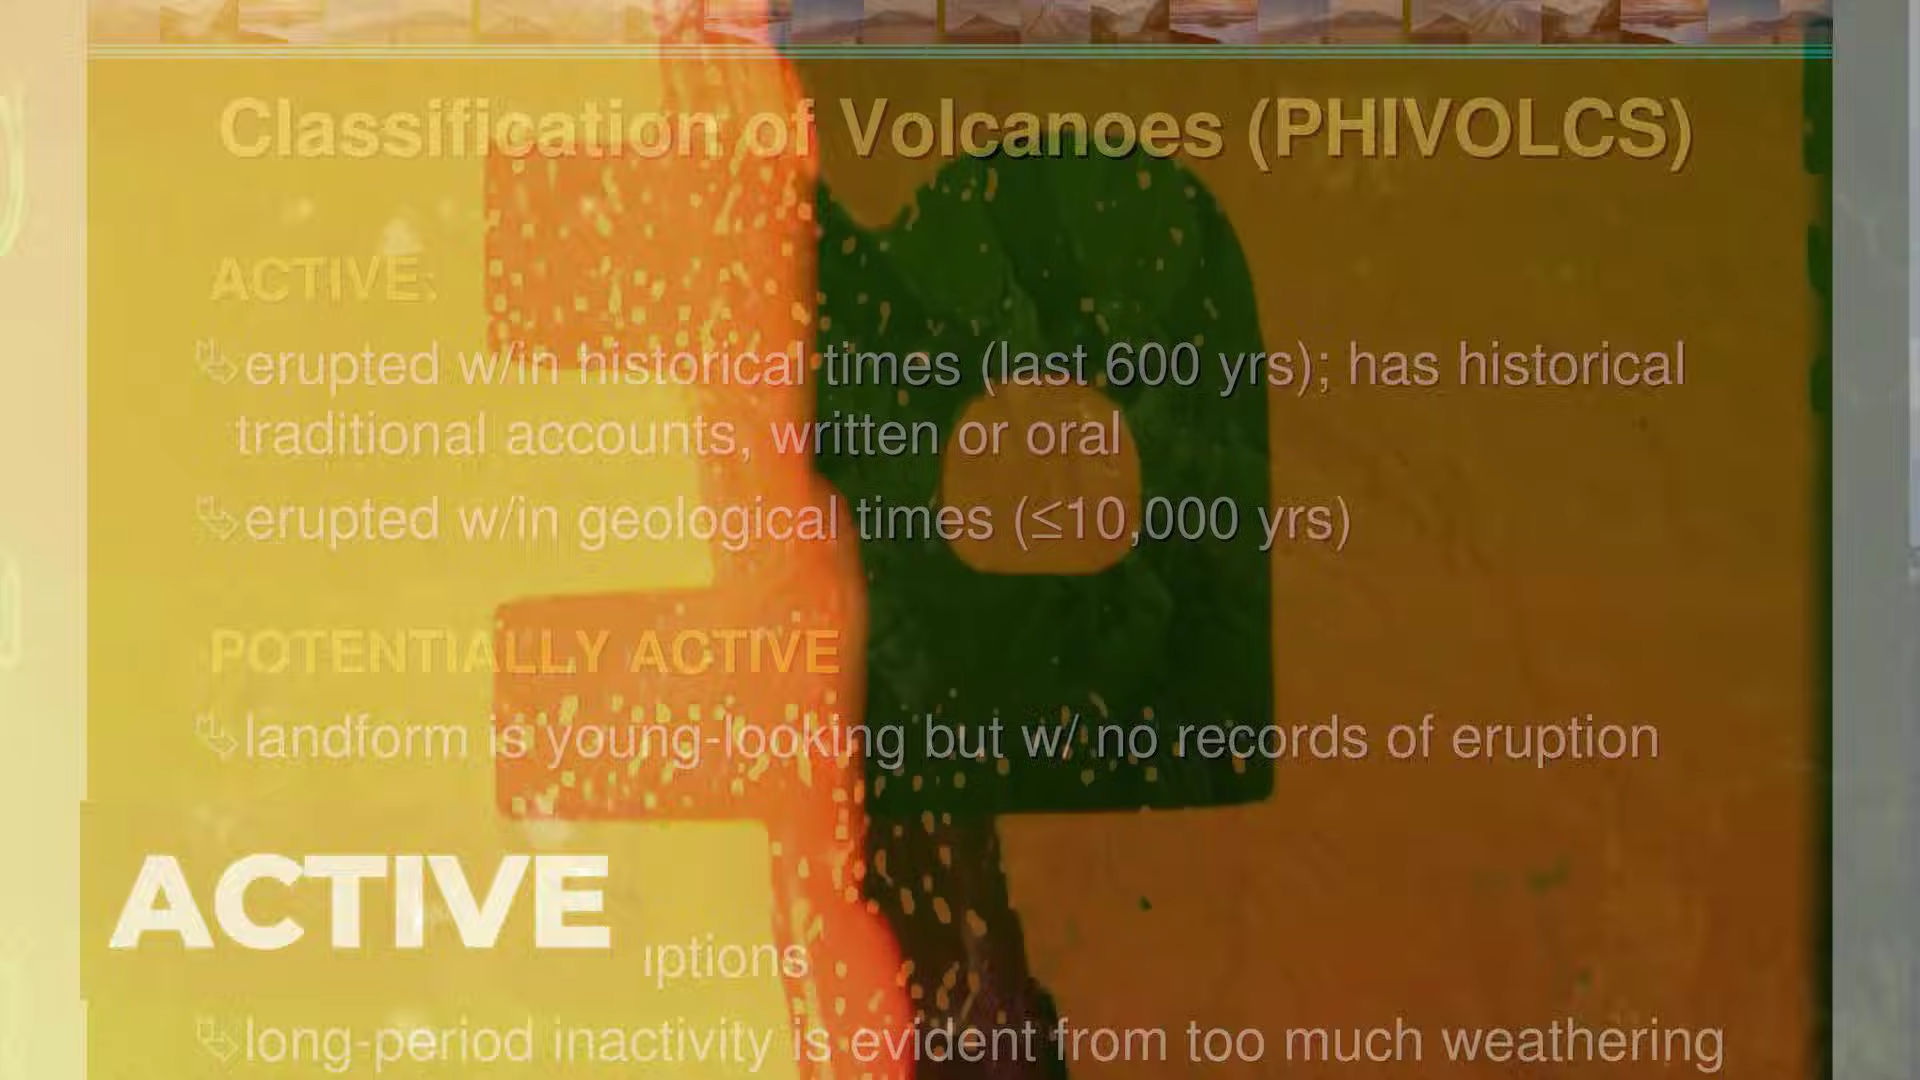 Classification of Volcanoes (PHIVOLCS)
ACTIVE:
erupted w/in historical times (last 600 yrs); has historical
traditional accounts, written or oral
erupted w/in geological times (≤10,000 yrs)
POTENTIALLY ACTIVE
landform is young-looking but w/ no records of eruption
ACTIVE
long-period inactivity is evident from too much weathering